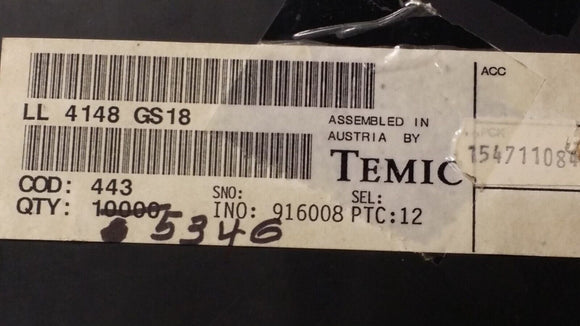 LL 4148 GS18
ACC
ASSEMBLED IN
AUSTRIA BY
TEMIC
154711084
COD: 443
SNO:
SEL:
QTY: 10000
INO: 916008 PTC:12
5346